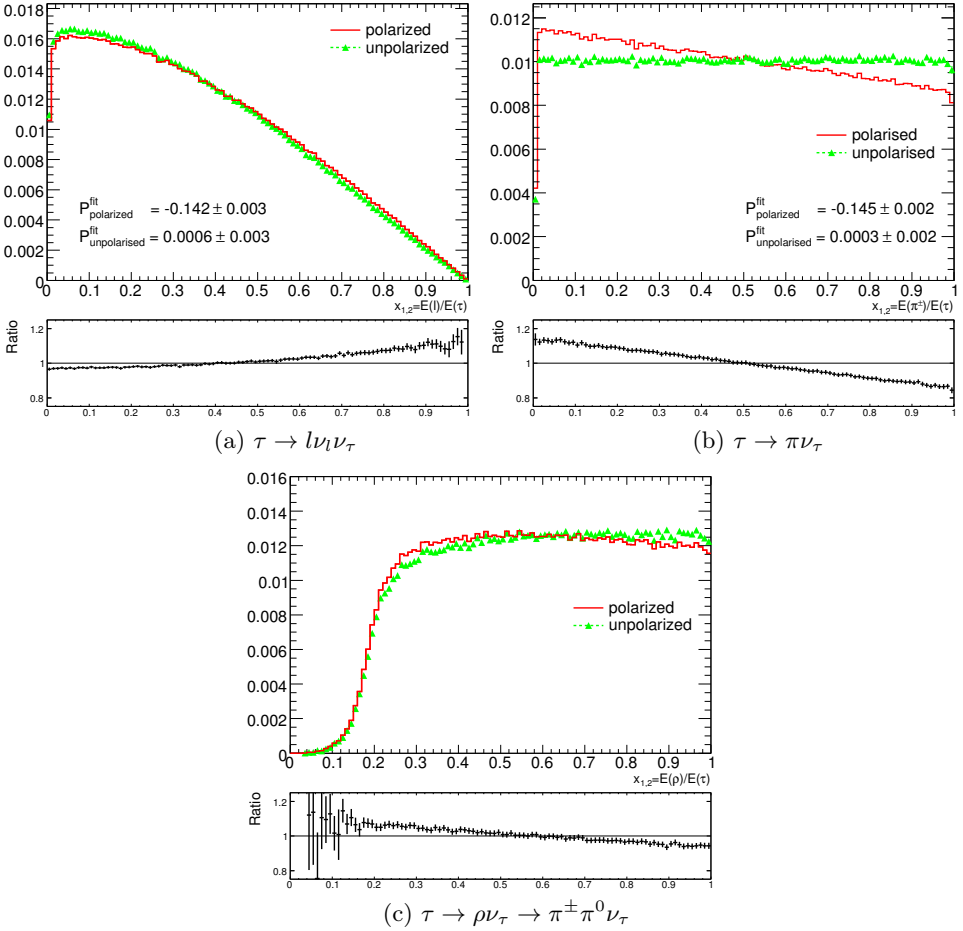 0.018
0.016
0.014
0.012
0.01
0.008
0.006
0.004
0.002
0
polarized
unpolarized
P^fit_polarized = -0.142 ± 0.003
P^fit_unpolarised = 0.0006 ± 0.003
0 0.1 0.2 0.3 0.4 0.5 0.6 0.7 0.8 0.9 1
x_{1,2}=E(l)/E(τ)
Ratio
1.2
1
0.8
0 0.1 0.2 0.3 0.4 0.5 0.6 0.7 0.8 0.9 1
(a) τ → lν_lν_τ
0.012
0.01
0.008
0.006
0.004
0.002
0
polarised
unpolarised
P^fit_polarized = -0.145 ± 0.002
P^fit_unpolarised = 0.0003 ± 0.002
0 0.1 0.2 0.3 0.4 0.5 0.6 0.7 0.8 0.9 1
x_{1,2}=E(π^±)/E(τ)
Ratio
1.2
1
0.8
0 0.1 0.2 0.3 0.4 0.5 0.6 0.7 0.8 0.9 1
(b) τ → πν_τ
0.016
0.014
0.012
0.01
0.008
0.006
0.004
0.002
0
polarized
unpolarized
0 0.1 0.2 0.3 0.4 0.5 0.6 0.7 0.8 0.9 1
x_{1,2}=E(ρ)/E(τ)
Ratio
1.2
1
0.8
0 0.1 0.2 0.3 0.4 0.5 0.6 0.7 0.8 0.9 1
(c) τ → ρν_τ → π^±π^0ν_τ